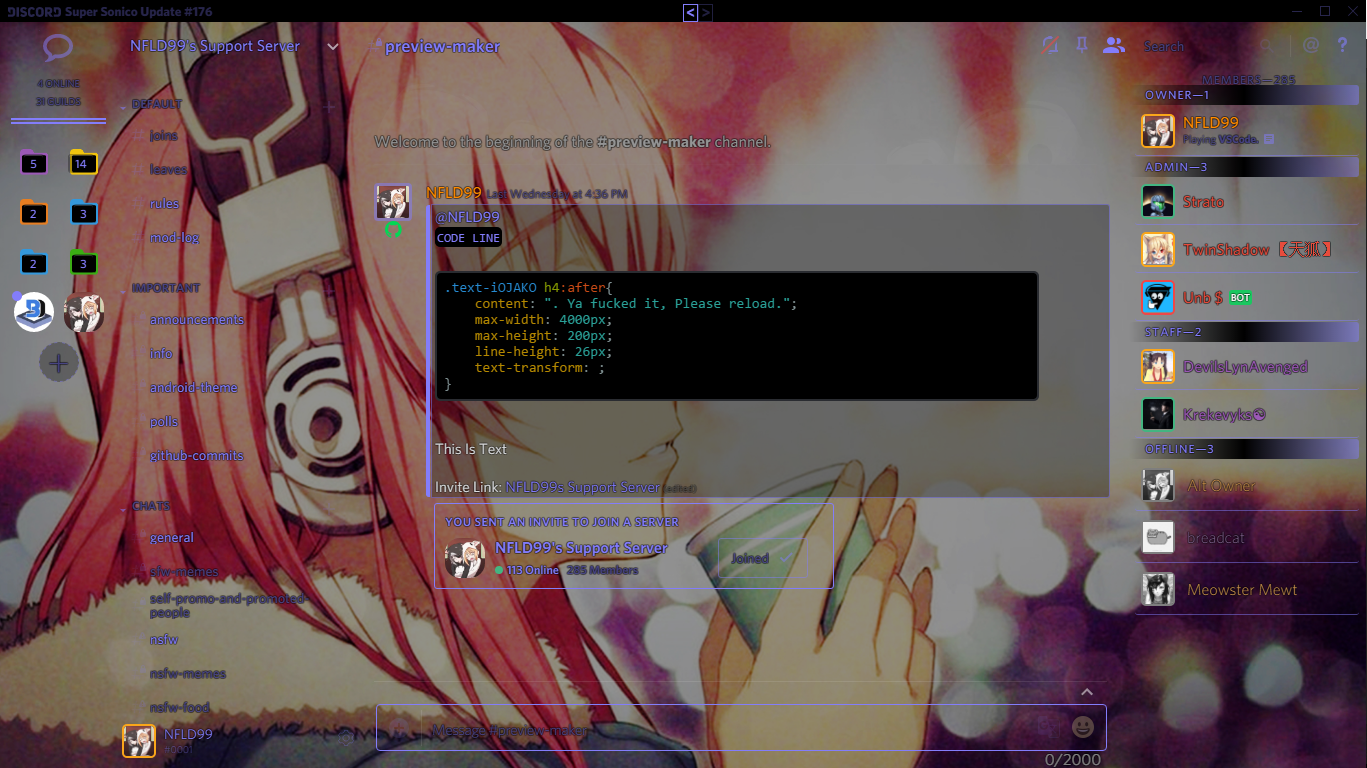 DISCORD Super Sonico Update #176
< >
NFLD99's Support Server
#preview-maker
Search
@ ?
4 ONLINE
31 GUILDS
5 14
2 3
2 3
DEFAULT
joins
leaves
rules
mod-log
IMPORTANT
announcements
info
android-theme
polls
github-commits
CHATS
general
sfw-memes
self-promo-and-promoted-
people
nsfw
nsfw-memes
nsfw-food
NFLD99
#0001
Welcome to the beginning of the #preview-maker channel.
NFLD99 Last Wednesday at 4:36 PM
@NFLD99
CODE LINE
.text-iOJAKO h4:after{
content: ". Ya fucked it, Please reload.";
max-width: 4000px;
max-height: 200px;
line-height: 26px;
text-transform: ;
}
This Is Text
Invite Link: NFLD99s Support Server (edited)
YOU SENT AN INVITE TO JOIN A SERVER
NFLD99's Support Server
113 Online 285 Members
Joined
Message #preview-maker
0/2000
MEMBERS—285
OWNER—1
NFLD99
Playing VSCode.
ADMIN—3
Strato
TwinShadow 【天狐】
Unb $ BOT
STAFF—2
DevilsLynAvenged
Krekevyks
OFFLINE—3
Alt Owner
breadcat
Meowster Mewt